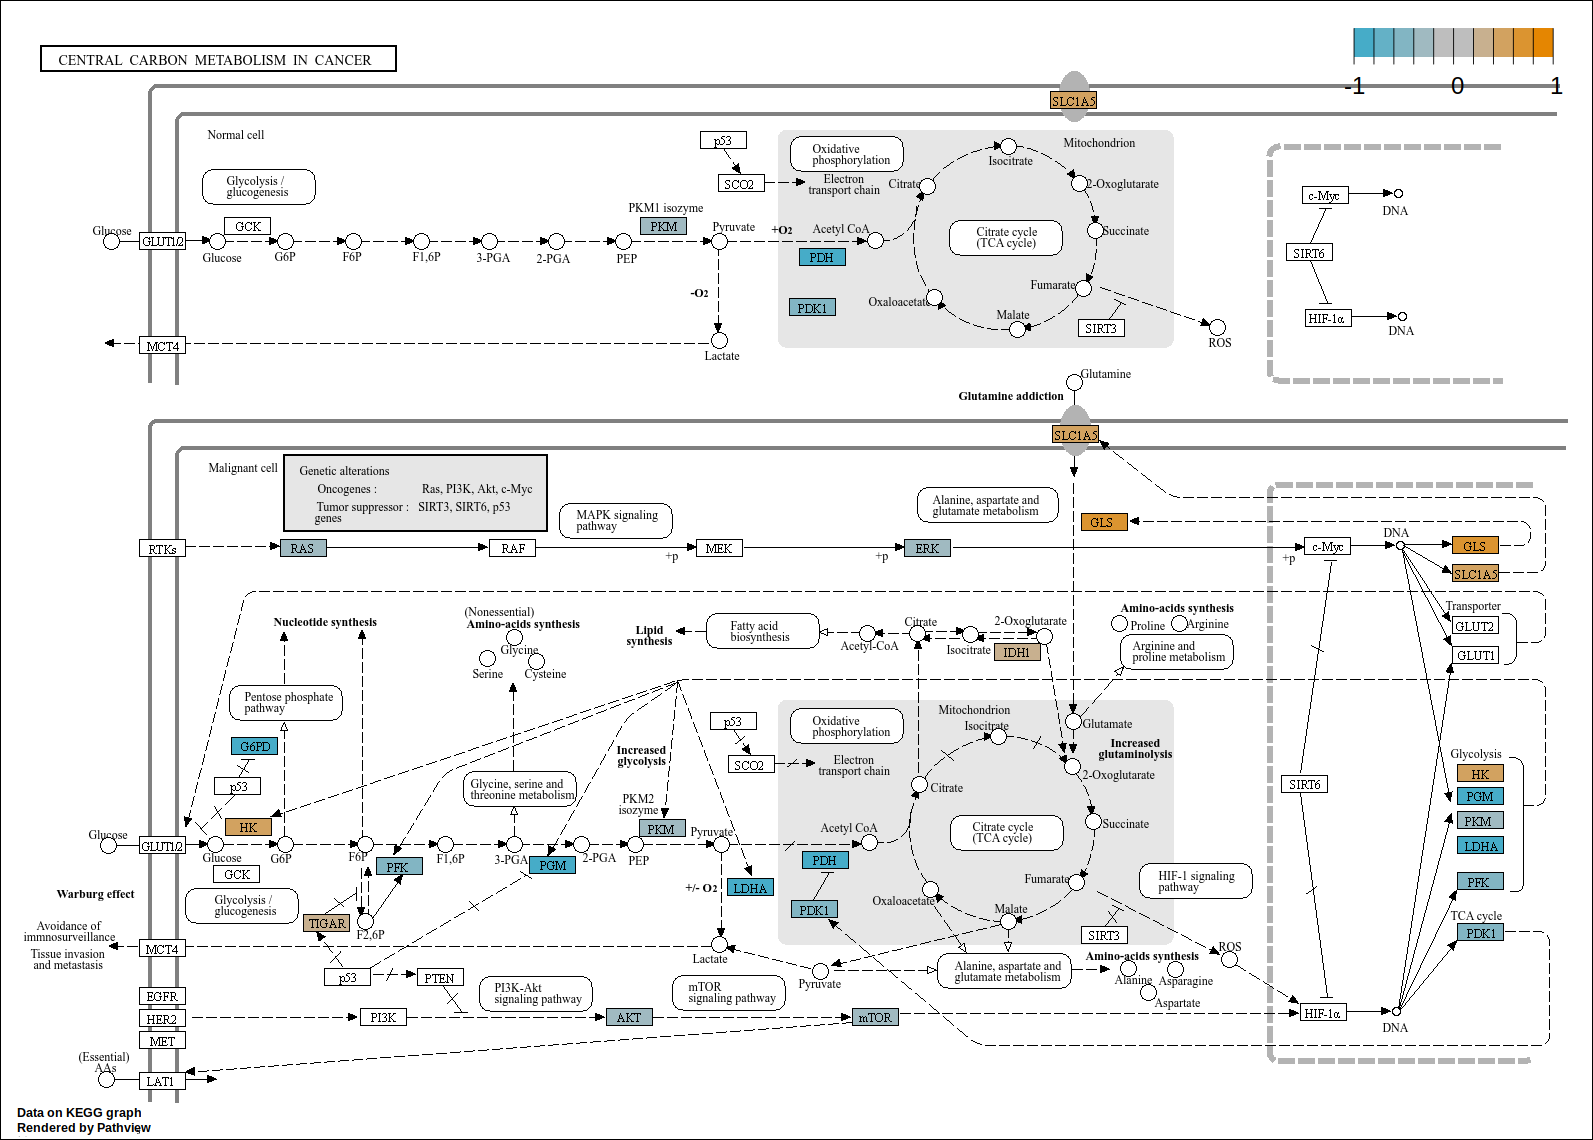 CENTRAL CARBON METABOLISM IN CANCER
-1 0 1
SLC1A5
Normal cell
Glycolysis /
glucogenesis
p53
SCO2
Oxidative
phosphorylation
Electron
transport chain
Mitochondrion
Isocitrate
Citrate
2-Oxoglutarate
Succinate
Citrate cycle
(TCA cycle)
Fumarate
Malate
Oxaloacetate
SIRT3
ROS
Glucose
GLUT1/2
GCK
Glucose
G6P
F6P
F1,6P
3-PGA
2-PGA
PEP
PKM1 isozyme
PKM
Pyruvate
+O2
Acetyl CoA
PDH
PDK1
-O2
Lactate
MCT4
c-Myc
DNA
SIRT6
HIF-1α
DNA
Glutamine
Glutamine addiction
SLC1A5
Malignant cell
Genetic alterations
Oncogenes : Ras, PI3K, Akt, c-Myc
Tumor suppressor : SIRT3, SIRT6, p53
genes
MAPK signaling
pathway
Alanine, aspartate and
glutamate metabolism
GLS
RTKs
RAS
RAF
+p
MEK
+p
ERK
+p
c-Myc
DNA
GLS
SLC1A5
Transporter
GLUT2
GLUT1
Nucleotide synthesis
(Nonessential)
Amino-acids synthesis
Glycine
Serine
Cysteine
Lipid
synthesis
Fatty acid
biosynthesis
Acetyl-CoA
Citrate
Isocitrate
2-Oxoglutarate
IDH1
Amino-acids synthesis
Proline
Arginine
Arginine and
proline metabolism
Pentose phosphate
pathway
G6PD
p53
HK
Glycine, serine and
threonine metabolism
Increased
glycolysis
PKM2
isozyme
PKM
p53
SCO2
Oxidative
phosphorylation
Electron
transport chain
Mitochondrion
Isocitrate
Glutamate
Increased
glutaminolysis
2-Oxoglutarate
Citrate
Succinate
Citrate cycle
(TCA cycle)
Fumarate
Malate
Oxaloacetate
SIRT3
Glucose
GLUT1/2
Glucose
GCK
G6P
F6P
PFK
F1,6P
3-PGA
PGM
2-PGA
PEP
Pyruvate
Acetyl CoA
PDH
PDK1
+/- O2
LDHA
Glycolysis /
glucogenesis
TIGAR
F2,6P
Warburg effect
Avoidance of
immnosurveillance
Tissue invasion
and metastasis
MCT4
Lactate
Pyruvate
Alanine, aspartate and
glutamate metabolism
Amino-acids synthesis
Alanine
Asparagine
Aspartate
ROS
HIF-1 signaling
pathway
SIRT6
Glycolysis
HK
PGM
PKM
LDHA
PFK
TCA cycle
PDK1
p53
PTEN
PI3K-Akt
signaling pathway
mTOR
signaling pathway
EGFR
HER2
MET
PI3K
AKT
mTOR
HIF-1α
DNA
(Essential)
AAs
LAT1
Data on KEGG graph
Rendered by Pathview